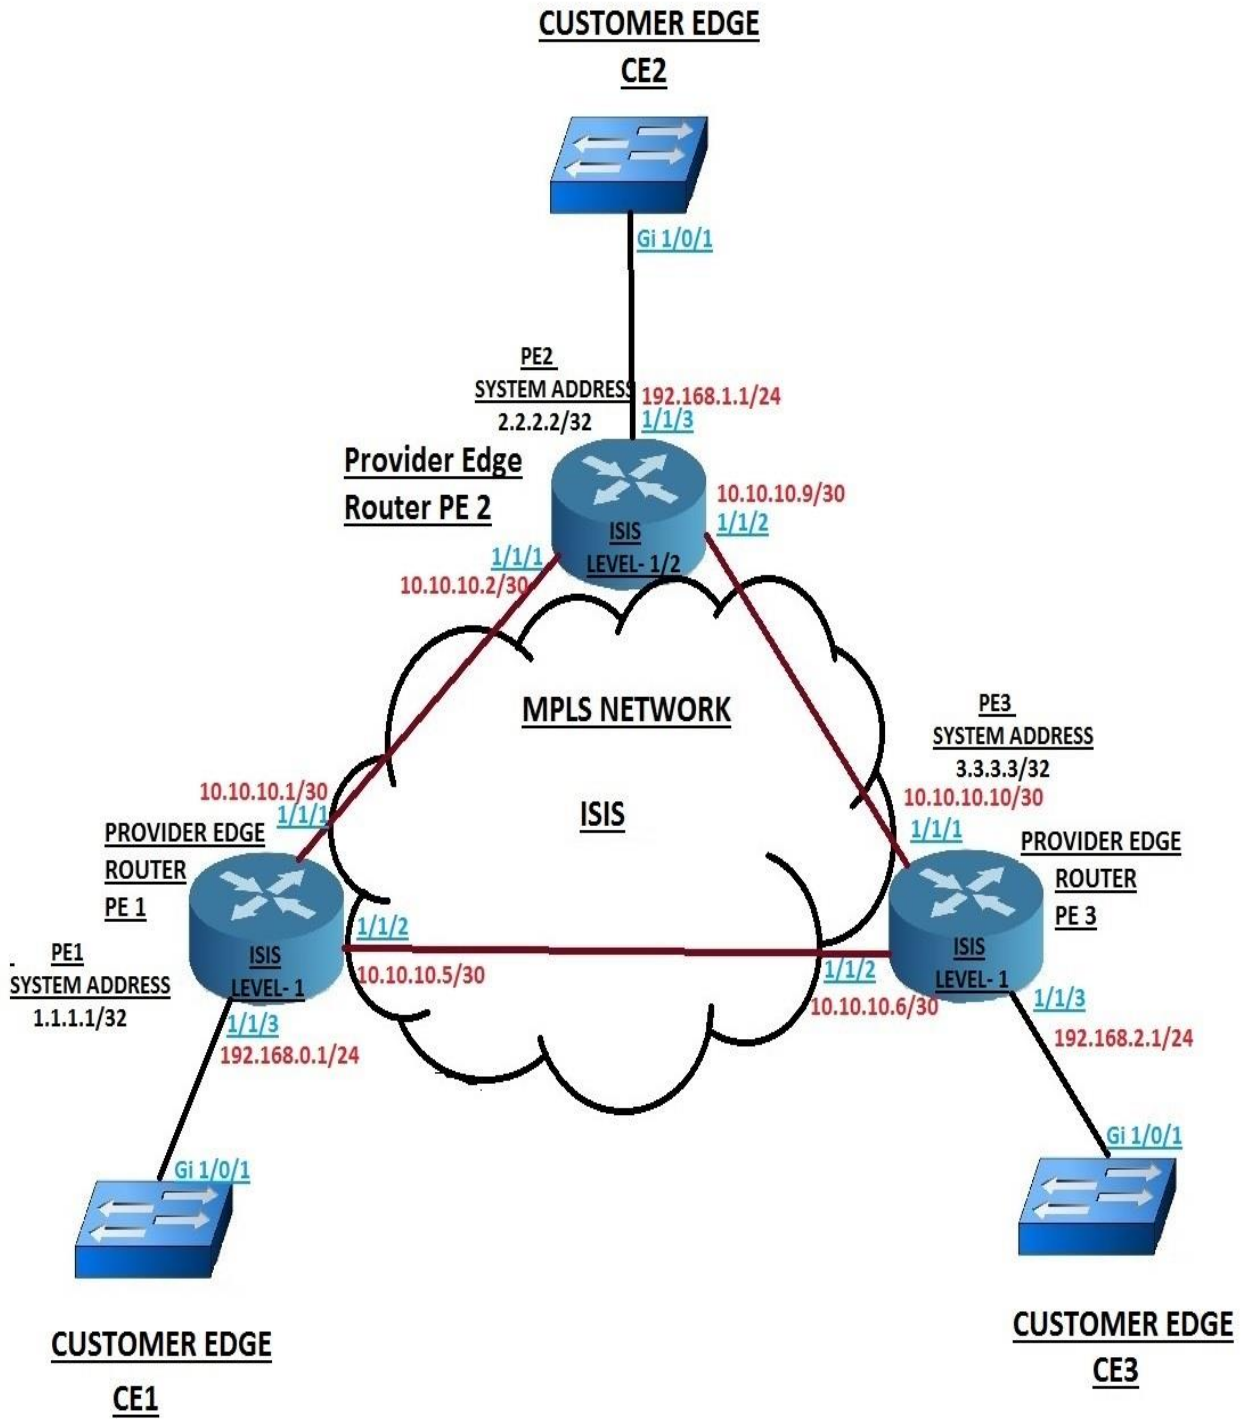 CUSTOMER EDGE
CE2
Gi 1/0/1
PE2
SYSTEM ADDRESS
2.2.2.2/32
192.168.1.1/24
1/1/3
Provider Edge
Router PE 2
ISIS
LEVEL- 1/2
10.10.10.9/30
1/1/2
1/1/1
10.10.10.2/30
MPLS NETWORK
ISIS
PE3
SYSTEM ADDRESS
3.3.3.3/32
10.10.10.10/30
1/1/1
PROVIDER EDGE
ROUTER
PE 3
10.10.10.1/30
1/1/1
PROVIDER EDGE
ROUTER
PE 1
1/1/2
10.10.10.5/30
ISIS
LEVEL- 1
PE1
SYSTEM ADDRESS
1.1.1.1/32
1/1/3
192.168.0.1/24
ISIS
LEVEL- 1
1/1/2
10.10.10.6/30
1/1/3
192.168.2.1/24
Gi 1/0/1
Gi 1/0/1
CUSTOMER EDGE
CE1
CUSTOMER EDGE
CE3